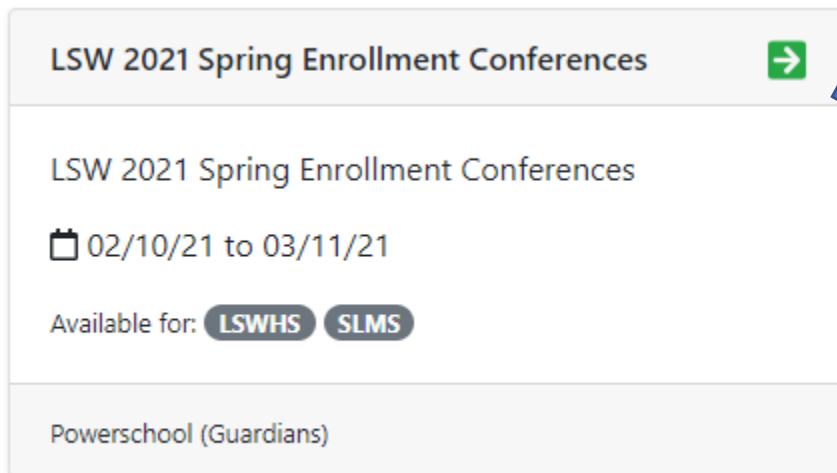 LSW 2021 Spring Enrollment Conferences
LSW 2021 Spring Enrollment Conferences
02/10/21 to 03/11/21
Available for: LSWHS SLMS
Powerschool (Guardians)